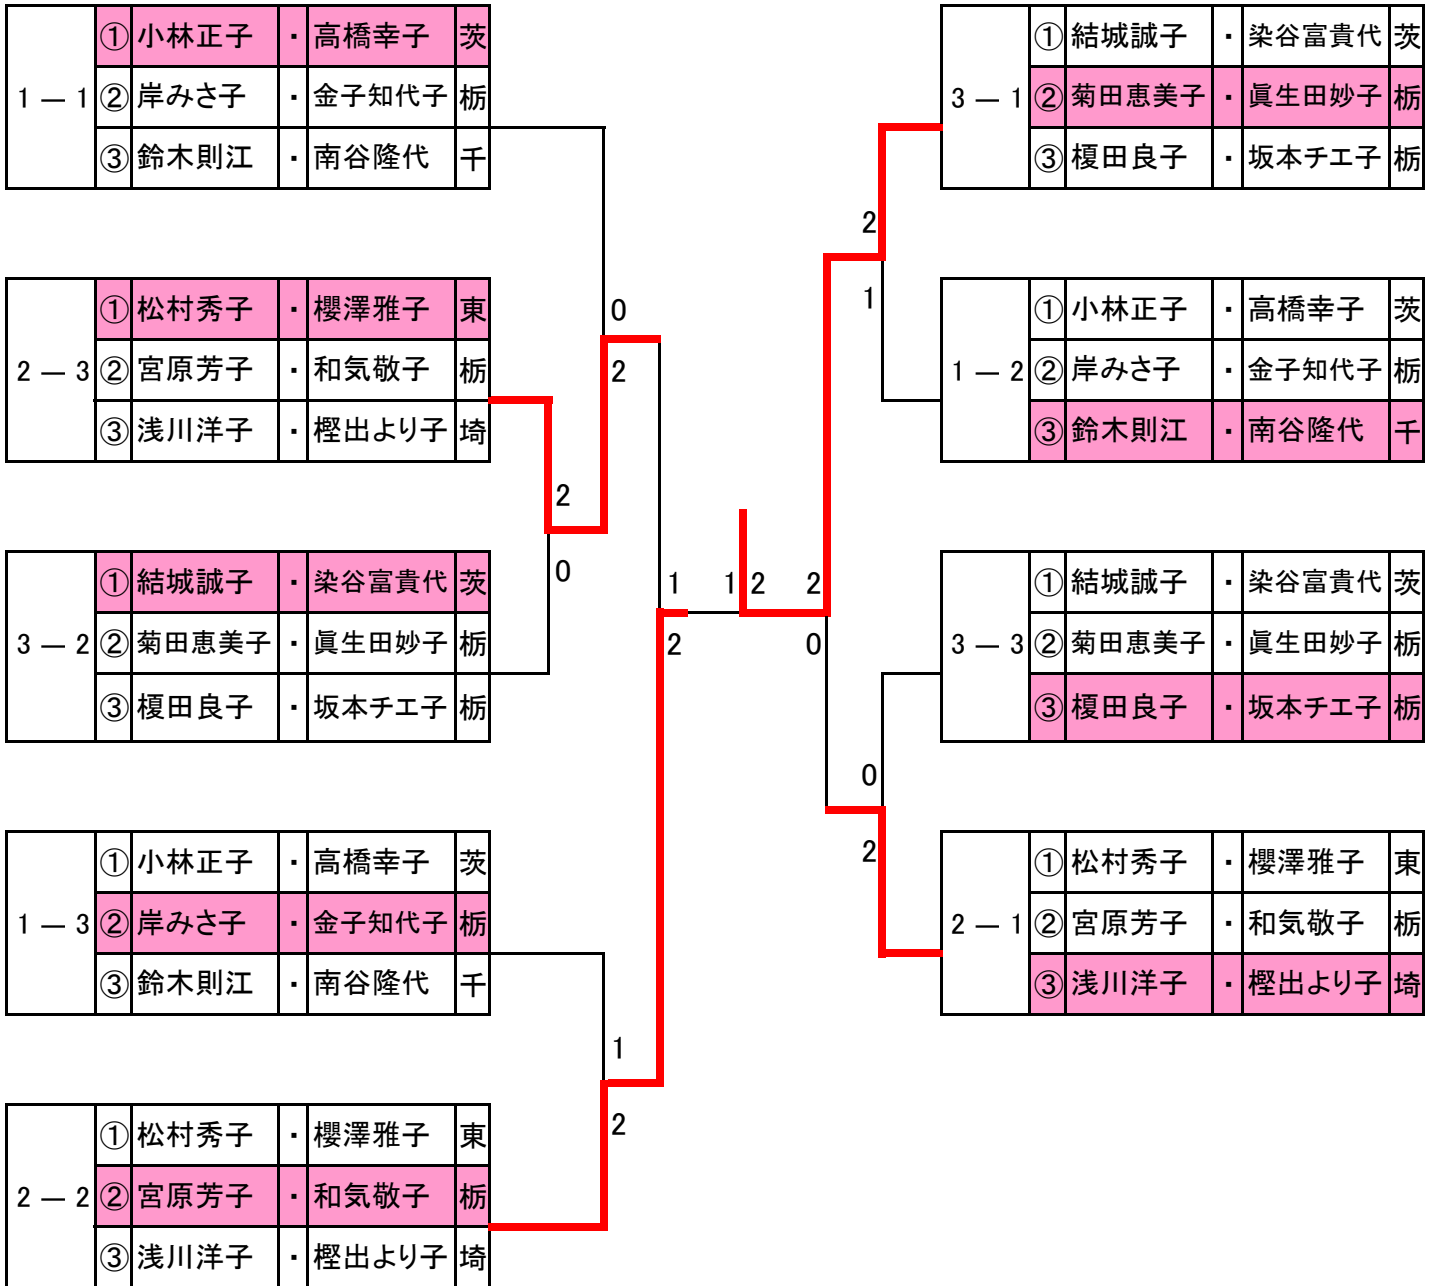 ① 小林正子 ・ 高橋幸子 茨
1 ― 1 ② 岸みさ子 ・ 金子知代子 栃
③ 鈴木則江 ・ 南谷隆代 千
① 松村秀子 ・ 櫻澤雅子 東
2 ― 3 ② 宮原芳子 ・ 和気敬子 栃
③ 浅川洋子 ・ 樫出より子 埼
① 結城誠子 ・ 染谷富貴代 茨
3 ― 2 ② 菊田恵美子 ・ 眞生田妙子 栃
③ 榎田良子 ・ 坂本チエ子 栃
① 小林正子 ・ 高橋幸子 茨
1 ― 3 ② 岸みさ子 ・ 金子知代子 栃
③ 鈴木則江 ・ 南谷隆代 千
① 松村秀子 ・ 櫻澤雅子 東
2 ― 2 ② 宮原芳子 ・ 和気敬子 栃
③ 浅川洋子 ・ 樫出より子 埼
0
2
2
0
1
2
1
2
1 2
2
0
2
1
0
2
① 結城誠子 ・ 染谷富貴代 茨
3 ― 1 ② 菊田恵美子 ・ 眞生田妙子 栃
③ 榎田良子 ・ 坂本チエ子 栃
① 小林正子 ・ 高橋幸子 茨
1 ― 2 ② 岸みさ子 ・ 金子知代子 栃
③ 鈴木則江 ・ 南谷隆代 千
① 結城誠子 ・ 染谷富貴代 茨
3 ― 3 ② 菊田恵美子 ・ 眞生田妙子 栃
③ 榎田良子 ・ 坂本チエ子 栃
① 松村秀子 ・ 櫻澤雅子 東
2 ― 1 ② 宮原芳子 ・ 和気敬子 栃
③ 浅川洋子 ・ 樫出より子 埼